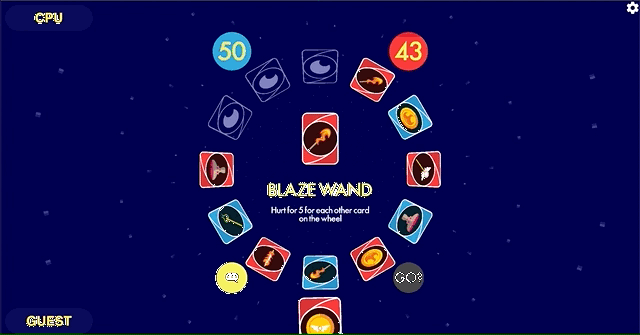 CPU
50
43
BLAZE WAND
Hurt for 5 for each other card
on the wheel
GO?
GUEST